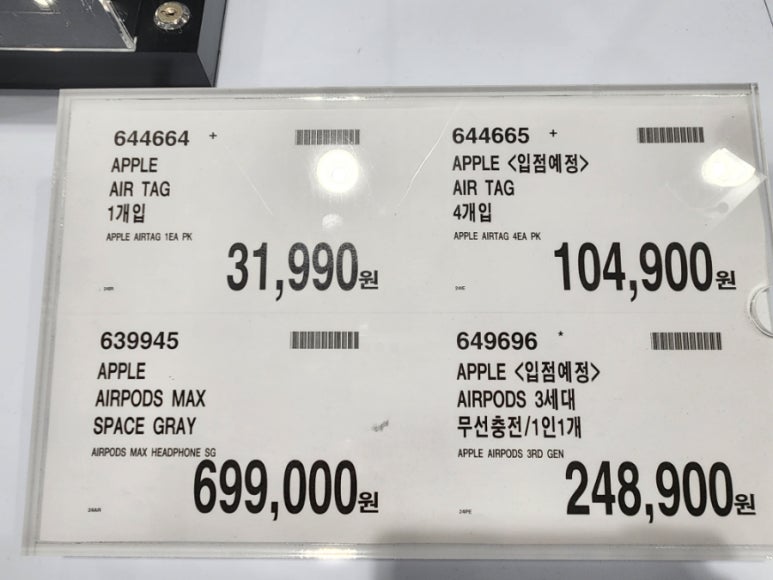 644664 +
APPLE
AIR TAG
1개입
APPLE AIRTAG 1EA PK
31,990원
644665 +
APPLE <입점예정>
AIR TAG
4개입
APPLE AIRTAG 4EA PK
104,900원
639945
APPLE
AIRPODS MAX
SPACE GRAY
AIRPODS MAX HEADPHONE SG
699,000원
649696 *
APPLE <입점예정>
AIRPODS 3세대
무선충전/1인1개
APPLE AIRPODS 3RD GEN
248,900원